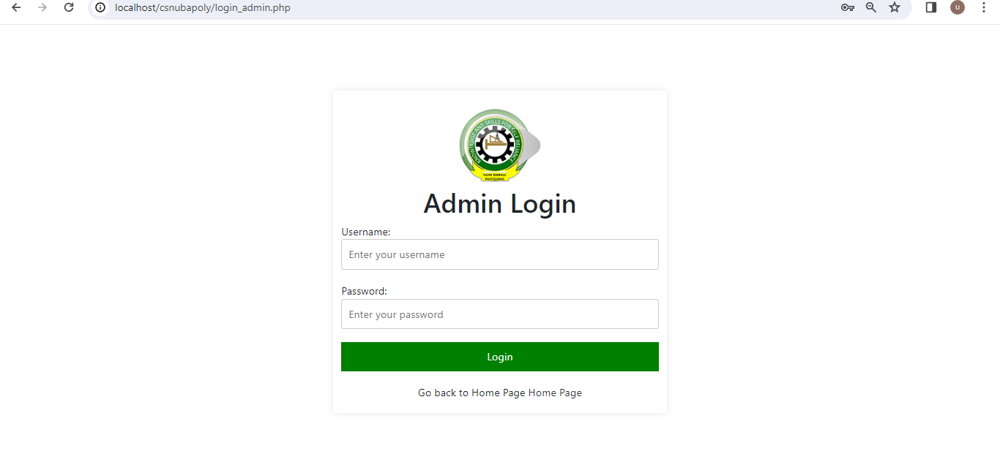 localhost/csnubapoly/login_admin.php
u
KNOWLEDGE AND SKILLS FOR SELF RELIANCE
NUHU BAMALLI
POLYTECHNIC
Admin Login
Username:
Enter your username
Password:
Enter your password
Login
Go back to Home Page Home Page